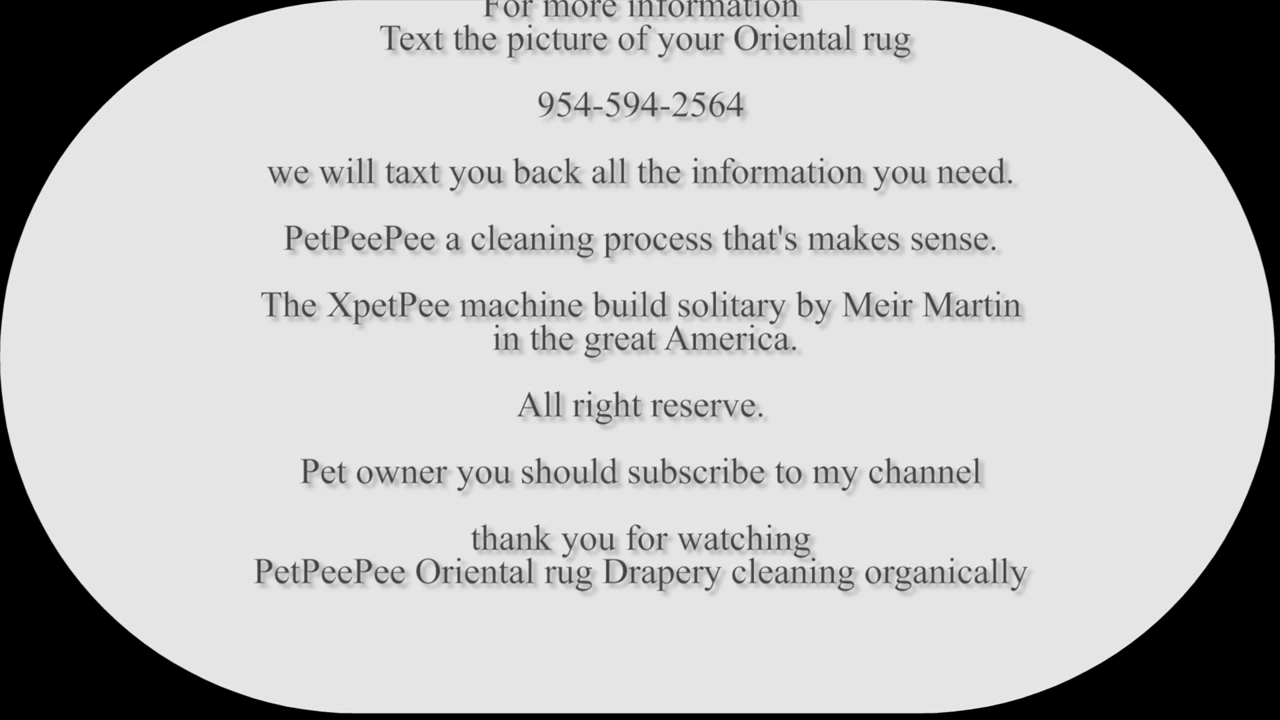 For more information
Text the picture of your Oriental rug
954-594-2564
we will taxt you back all the information you need.
PetPeePee a cleaning process that's makes sense.
The XpetPee machine build solitary by Meir Martin
in the great America.
All right reserve.
Pet owner you should subscribe to my channel
thank you for watching
PetPeePee Oriental rug Drapery cleaning organically